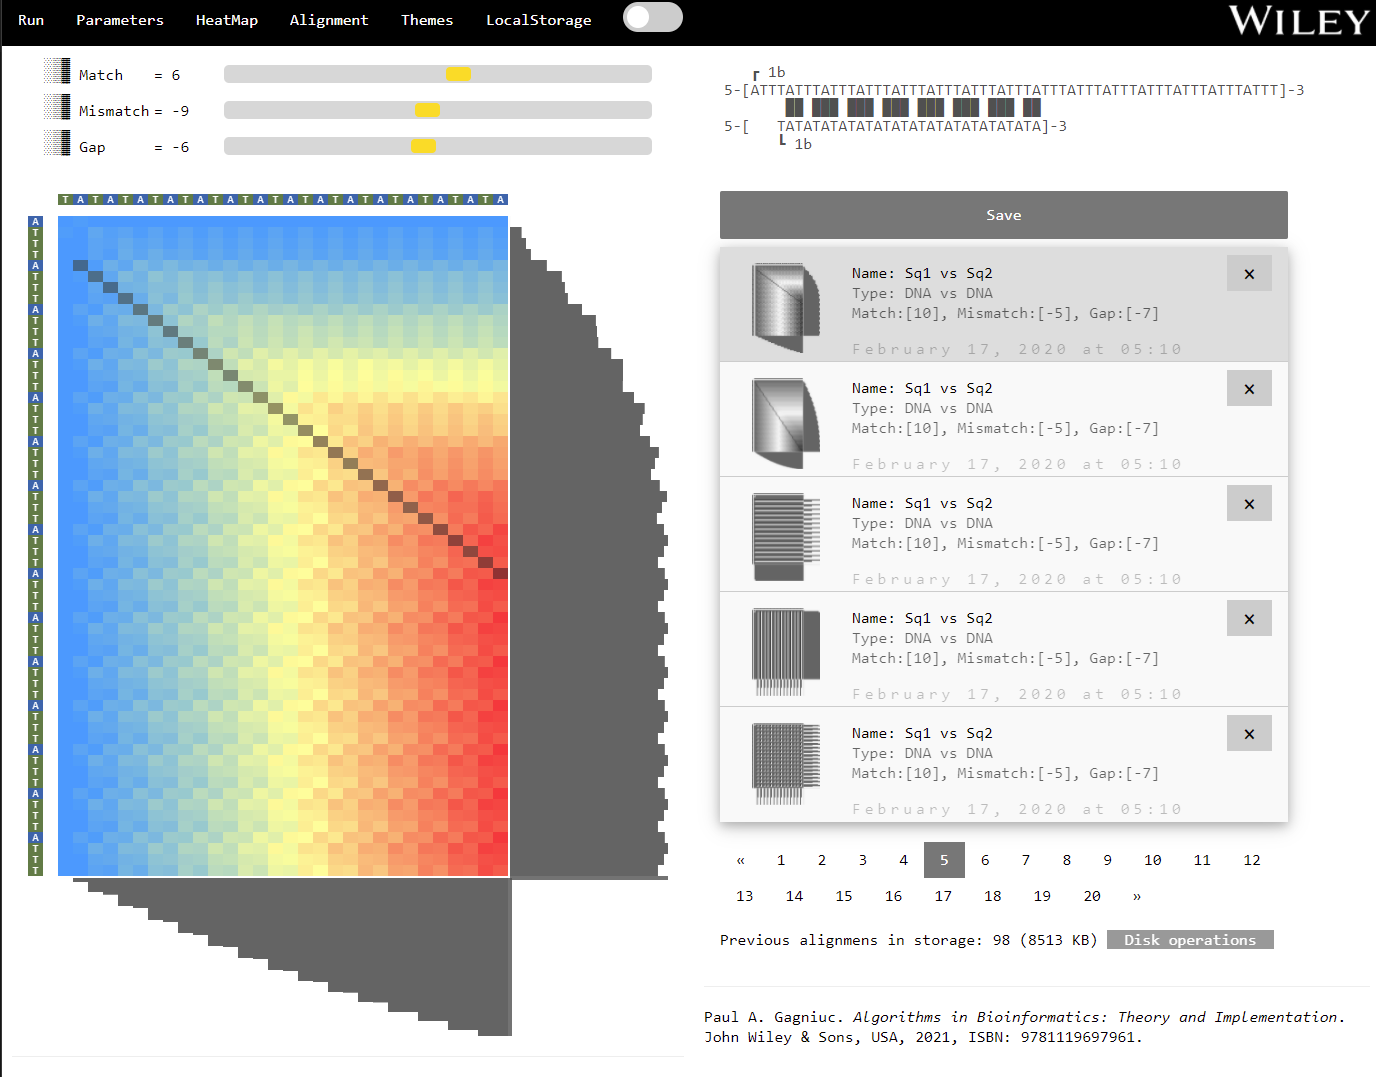 Run Parameters HeatMap Alignment Themes LocalStorage
WILEY
Match = 6
Mismatch = -9
Gap = -6
┏ 1b
5-[ATTTATTTATTTATTTATTTATTTATTTATTTATTTATTTATTTATTTATTTATTTATTT]-3
5-[   TATATATATATATATATATATATATATATA]-3
┗ 1b
T A T A T A T A T A T A T A T A T A T A T A T A T A T A T A
A
T
T
T
A
T
T
T
A
T
T
T
A
T
T
T
A
T
T
T
A
T
T
T
A
T
T
T
A
T
T
T
A
T
T
T
A
T
T
T
A
T
T
T
A
T
T
T
A
T
T
T
A
T
T
T
A
T
T
T
Save
Name: Sq1 vs Sq2 ×
Type: DNA vs DNA
Match:[10], Mismatch:[-5], Gap:[-7]
February 17, 2020 at 05:10
Name: Sq1 vs Sq2 ×
Type: DNA vs DNA
Match:[10], Mismatch:[-5], Gap:[-7]
February 17, 2020 at 05:10
Name: Sq1 vs Sq2 ×
Type: DNA vs DNA
Match:[10], Mismatch:[-5], Gap:[-7]
February 17, 2020 at 05:10
Name: Sq1 vs Sq2 ×
Type: DNA vs DNA
Match:[10], Mismatch:[-5], Gap:[-7]
February 17, 2020 at 05:10
Name: Sq1 vs Sq2 ×
Type: DNA vs DNA
Match:[10], Mismatch:[-5], Gap:[-7]
February 17, 2020 at 05:10
« 1 2 3 4 5 6 7 8 9 10 11 12
13 14 15 16 17 18 19 20 »
Previous alignmens in storage: 98 (8513 KB) Disk operations
Paul A. Gagniuc. Algorithms in Bioinformatics: Theory and Implementation.
John Wiley & Sons, USA, 2021, ISBN: 9781119697961.